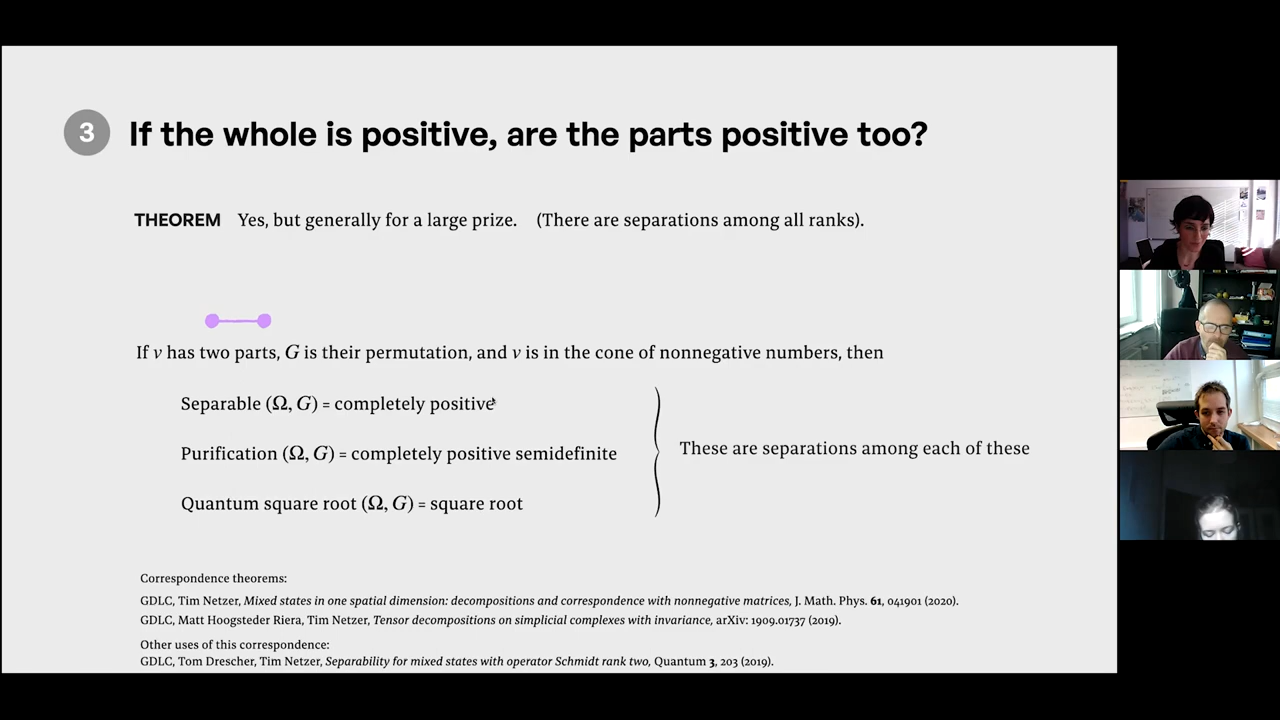 3 If the whole is positive, are the parts positive too?
THEOREM Yes, but generally for a large prize. (There are separations among all ranks).
If v has two parts, G is their permutation, and v is in the cone of nonnegative numbers, then
Separable (Ω, G) = completely positive
Purification (Ω, G) = completely positive semidefinite
These are separations among each of these
Quantum square root (Ω, G) = square root
Correspondence theorems:
GDLC, Tim Netzer, Mixed states in one spatial dimension: decompositions and correspondence with nonnegative matrices, J. Math. Phys. 61, 041901 (2020).
GDLC, Matt Hoogsteder Riera, Tim Netzer, Tensor decompositions on simplicial complexes with invariance, arXiv: 1909.01737 (2019).
Other uses of this correspondence:
GDLC, Tom Drescher, Tim Netzer, Separability for mixed states with operator Schmidt rank two, Quantum 3, 203 (2019).